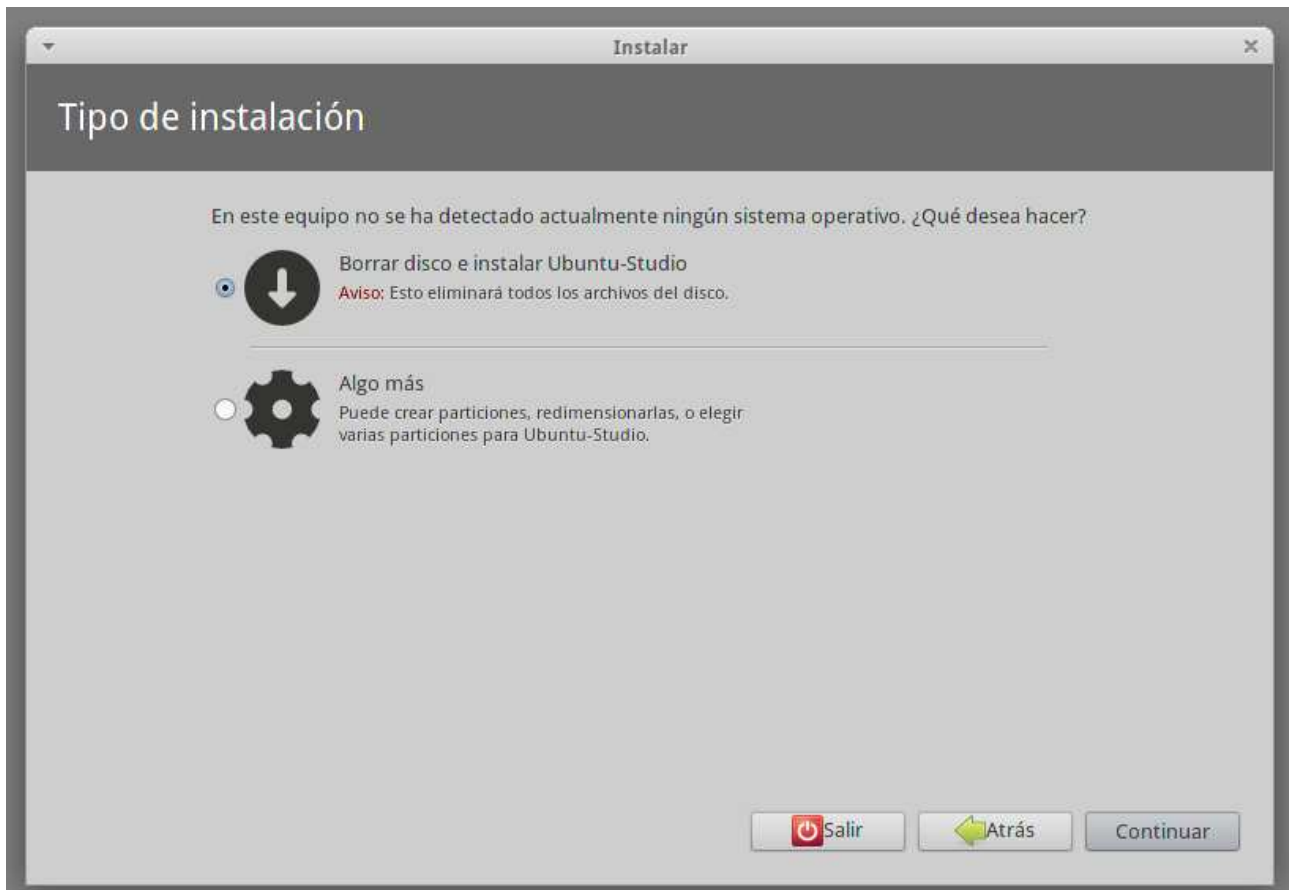 Instalar
Tipo de instalación
En este equipo no se ha detectado actualmente ningún sistema operativo. ¿Qué desea hacer?
Borrar disco e instalar Ubuntu-Studio
Aviso: Esto eliminará todos los archivos del disco.
Algo más
Puede crear particiones, redimensionarlas, o elegir
varias particiones para Ubuntu-Studio.
Salir
Atrás
Continuar